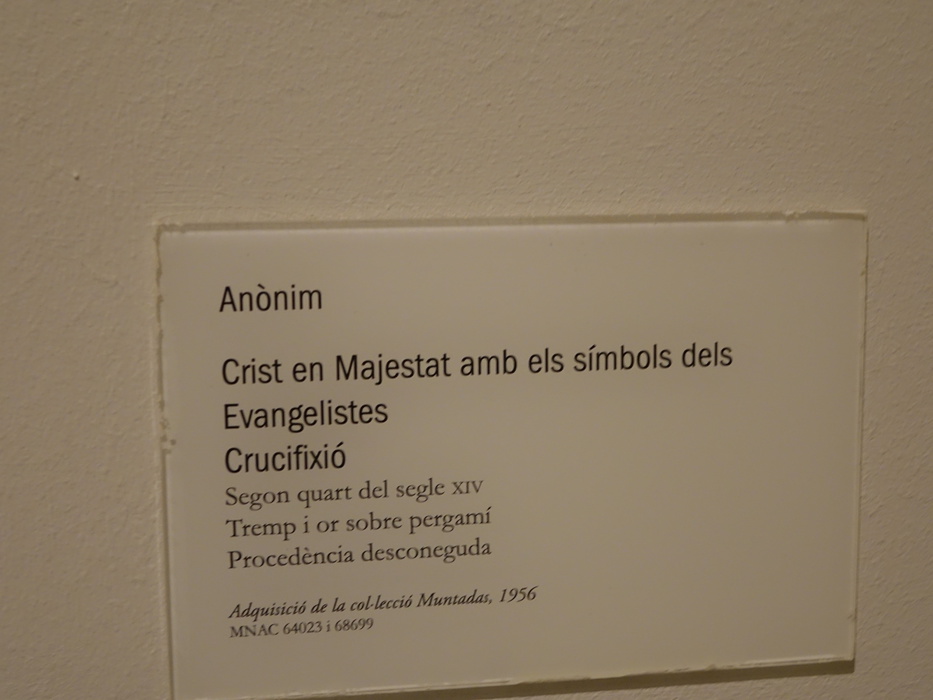 Anònim
Crist en Majestat amb els símbols dels
Evangelistes
Crucifixió
Segon quart del segle XIV
Tremp i or sobre pergamí
Procedència desconeguda
Adquisició de la col·lecció Muntadas, 1956
MNAC 64023 i 68699